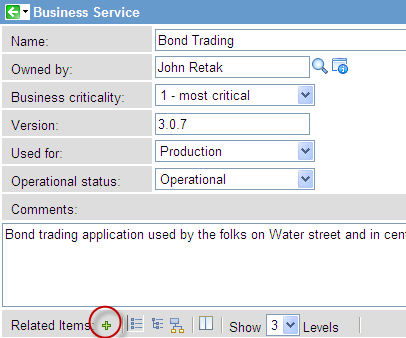 Business Service
Name: Bond Trading
Owned by: John Retak
Business criticality: 1 - most critical
Version: 3.0.7
Used for: Production
Operational status: Operational
Comments:
Bond trading application used by the folks on Water street and in cen
Related Items: Show 3 Levels